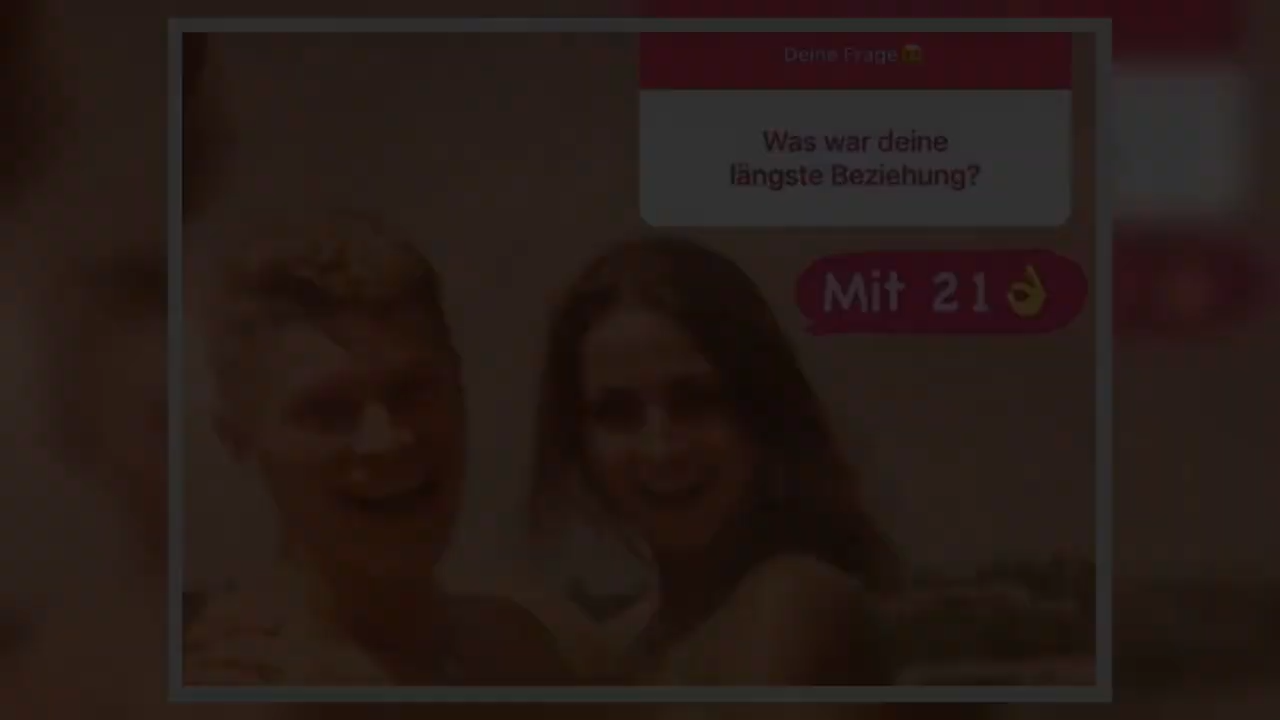 Deine Frage
Was war deine
längste Beziehung?
Mit 21👌